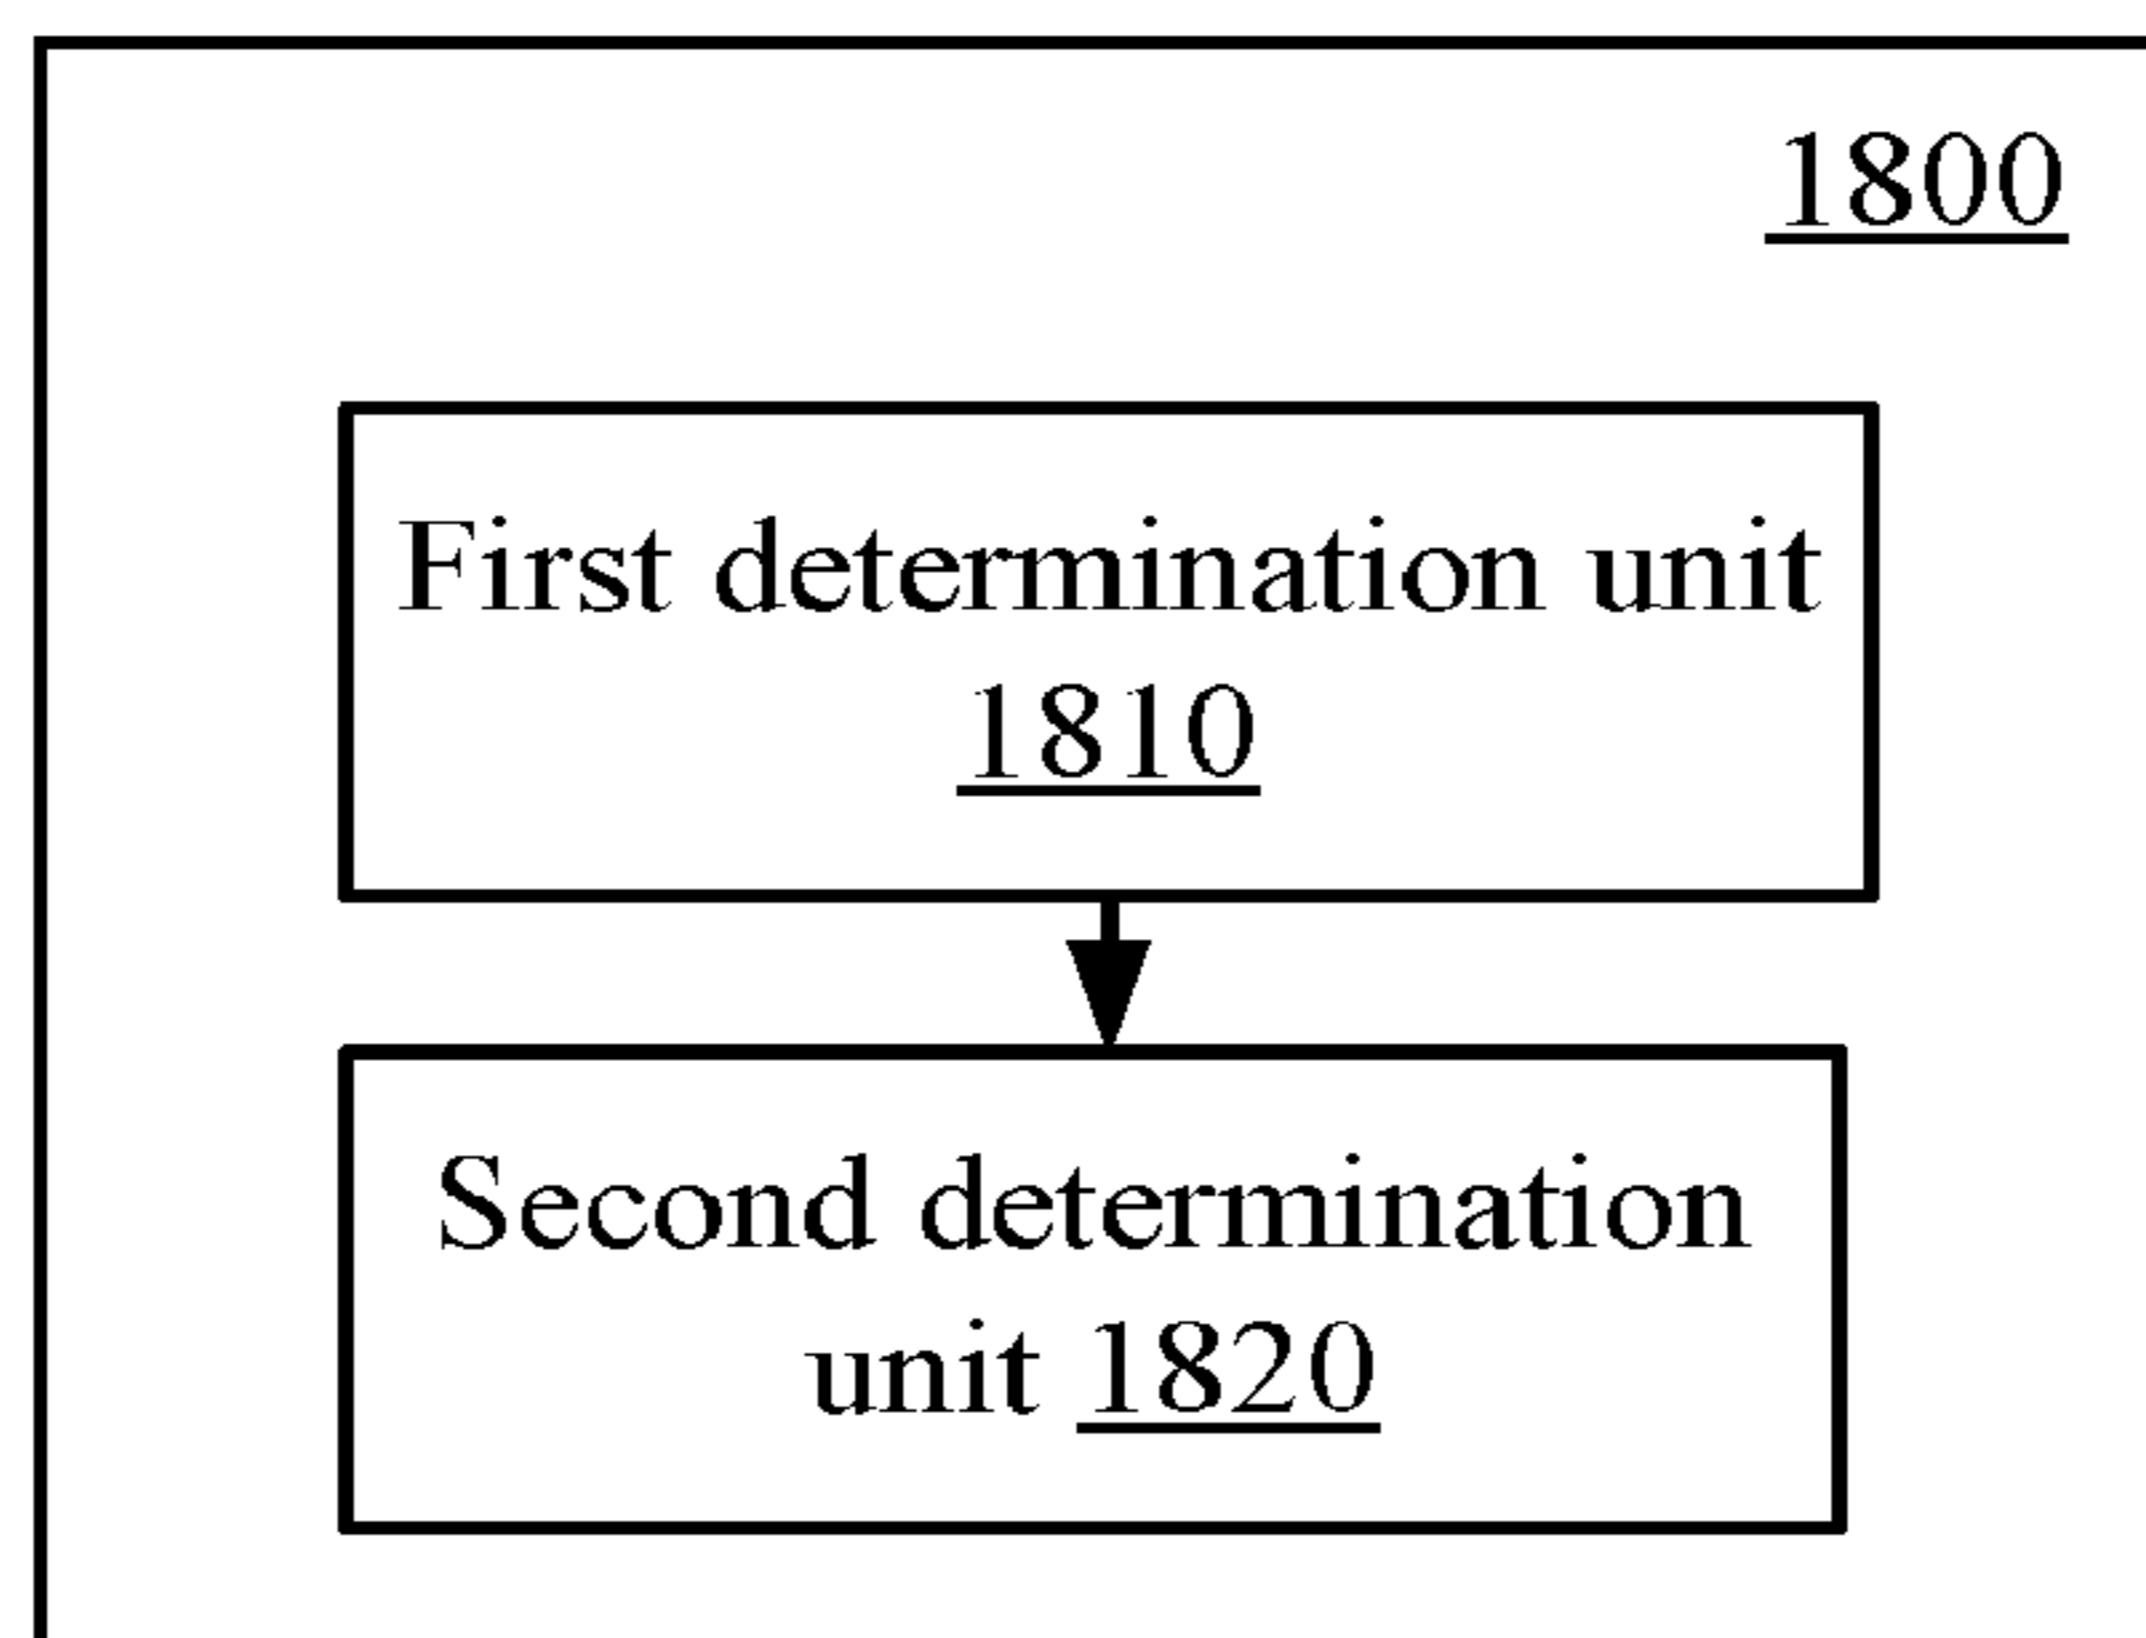 1800
First determination unit
1810
Second determination
unit 1820